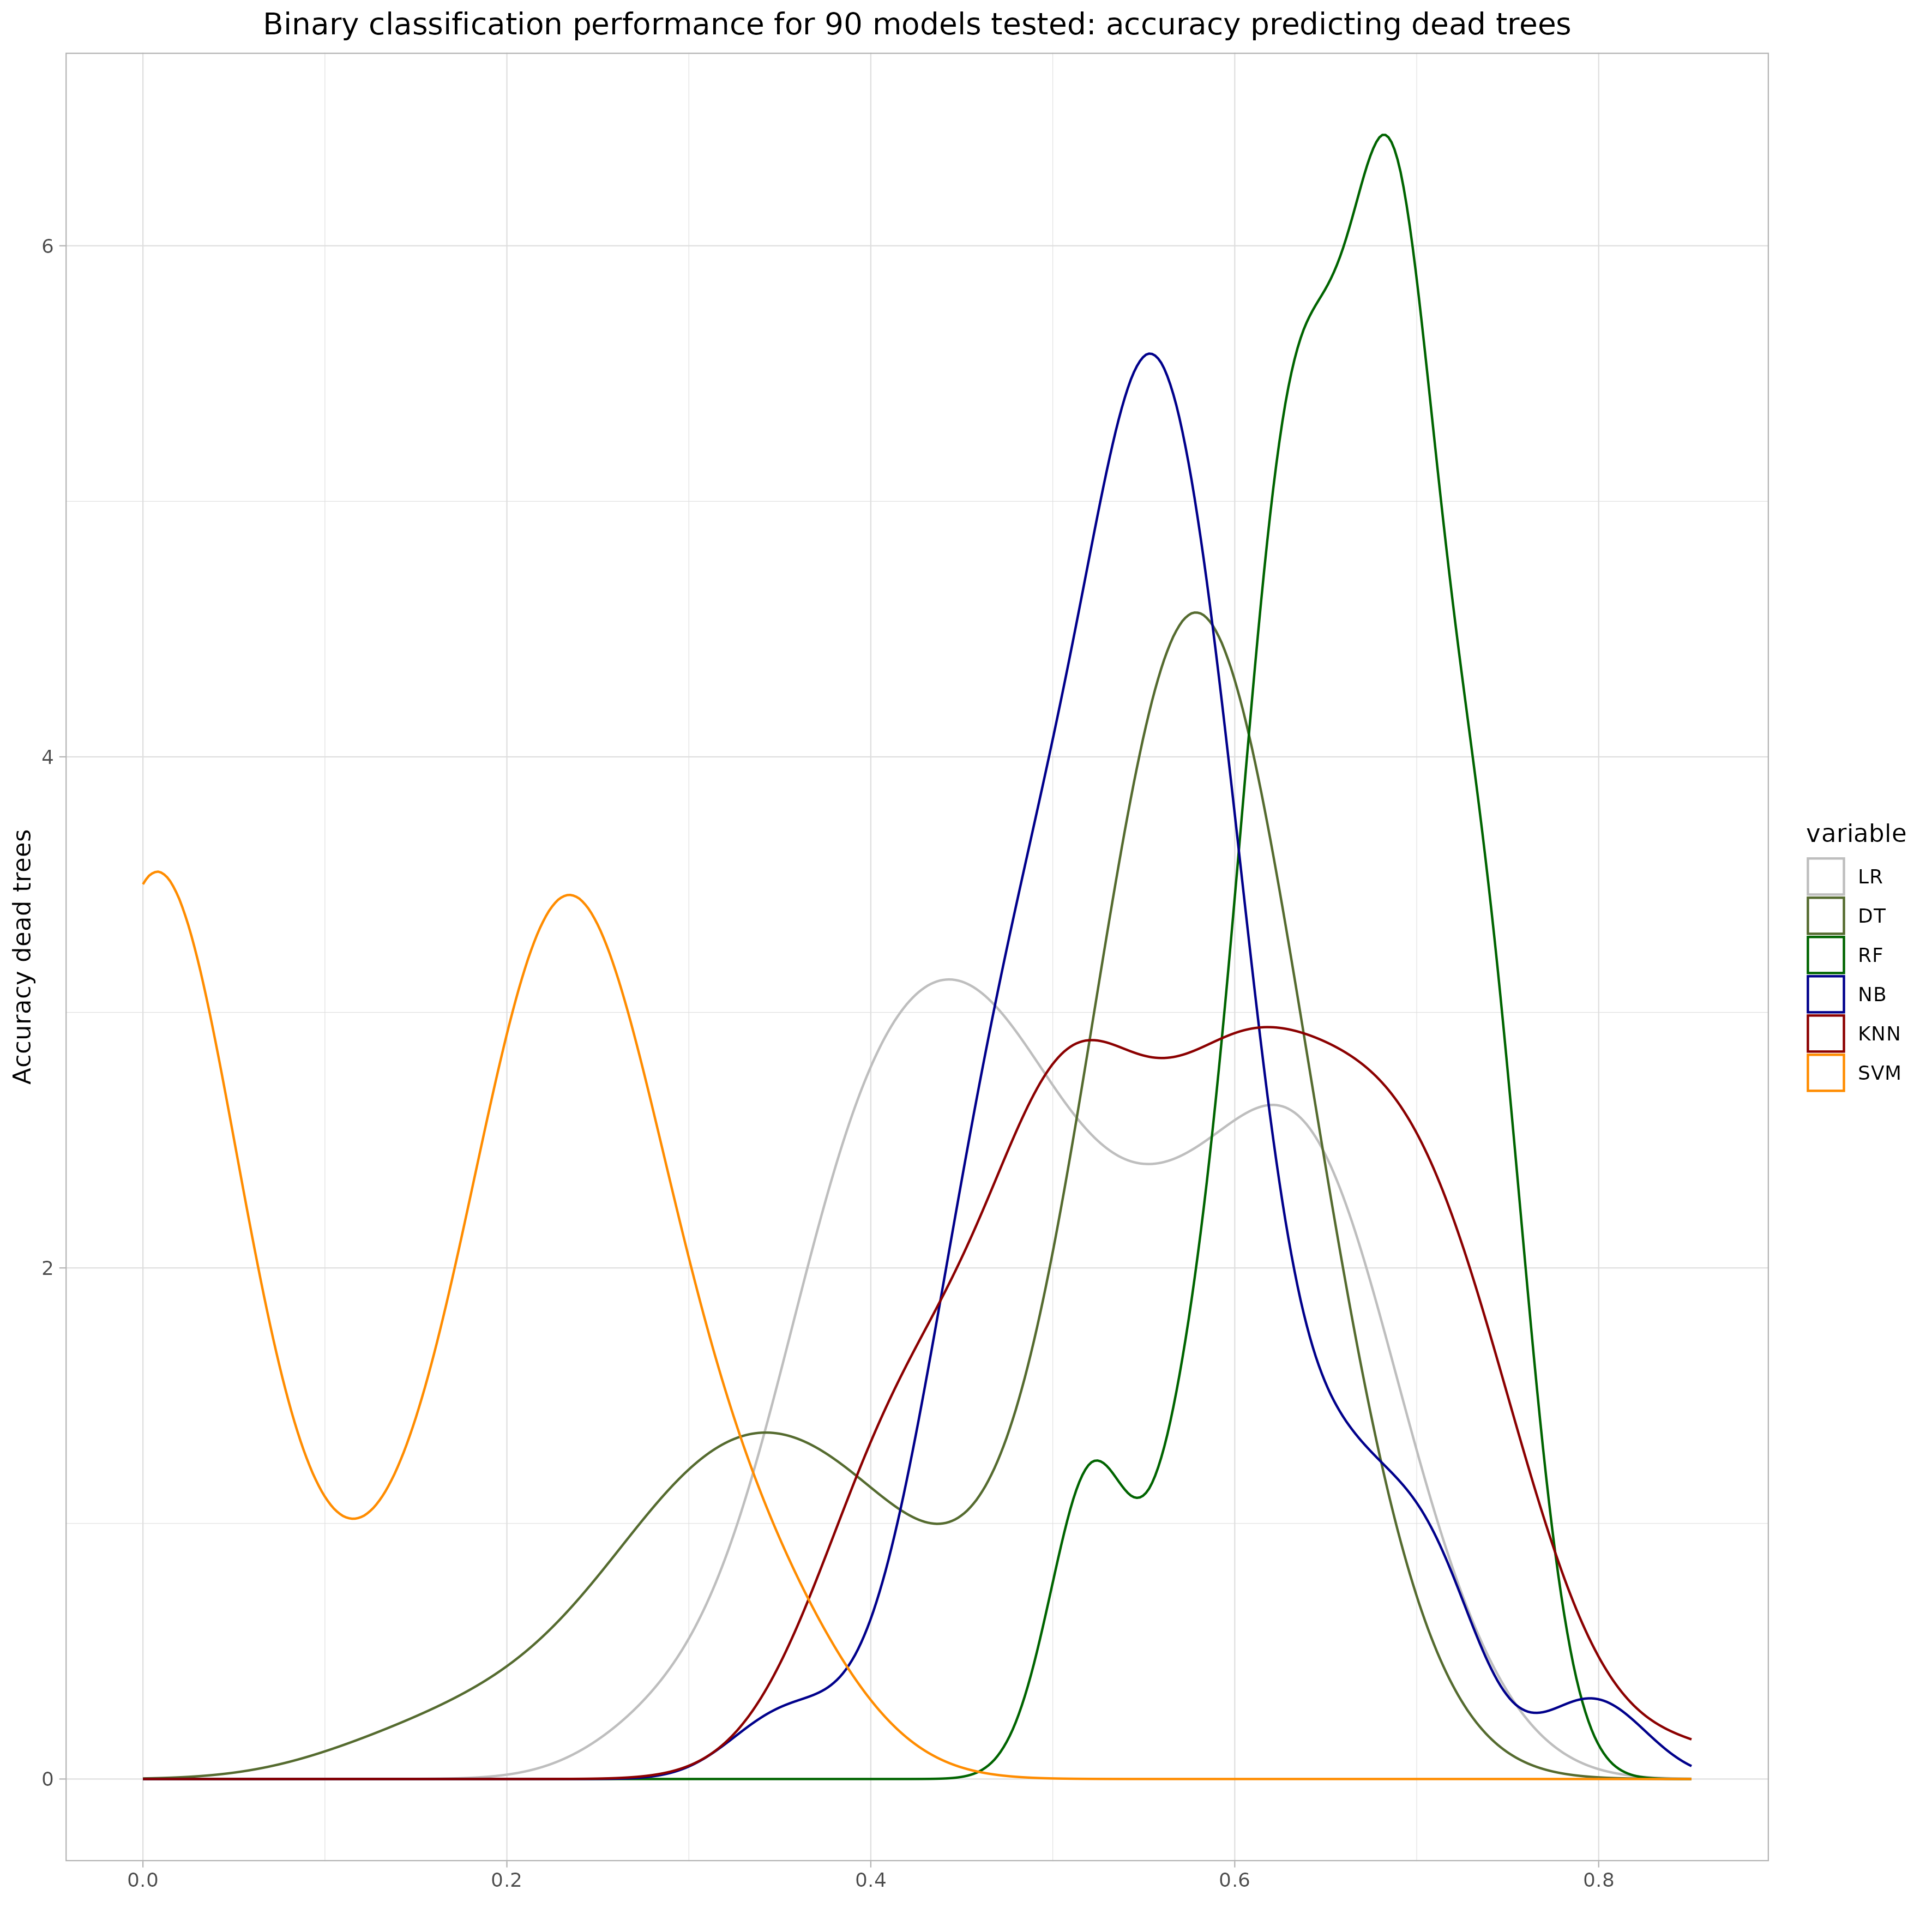 Binary classification performance for 90 models tested: accuracy predicting dead trees
Accuracy dead trees
6
4
2
0
0.0
0.2
0.4
0.6
0.8
variable
LR
DT
RF
NB
KNN
SVM